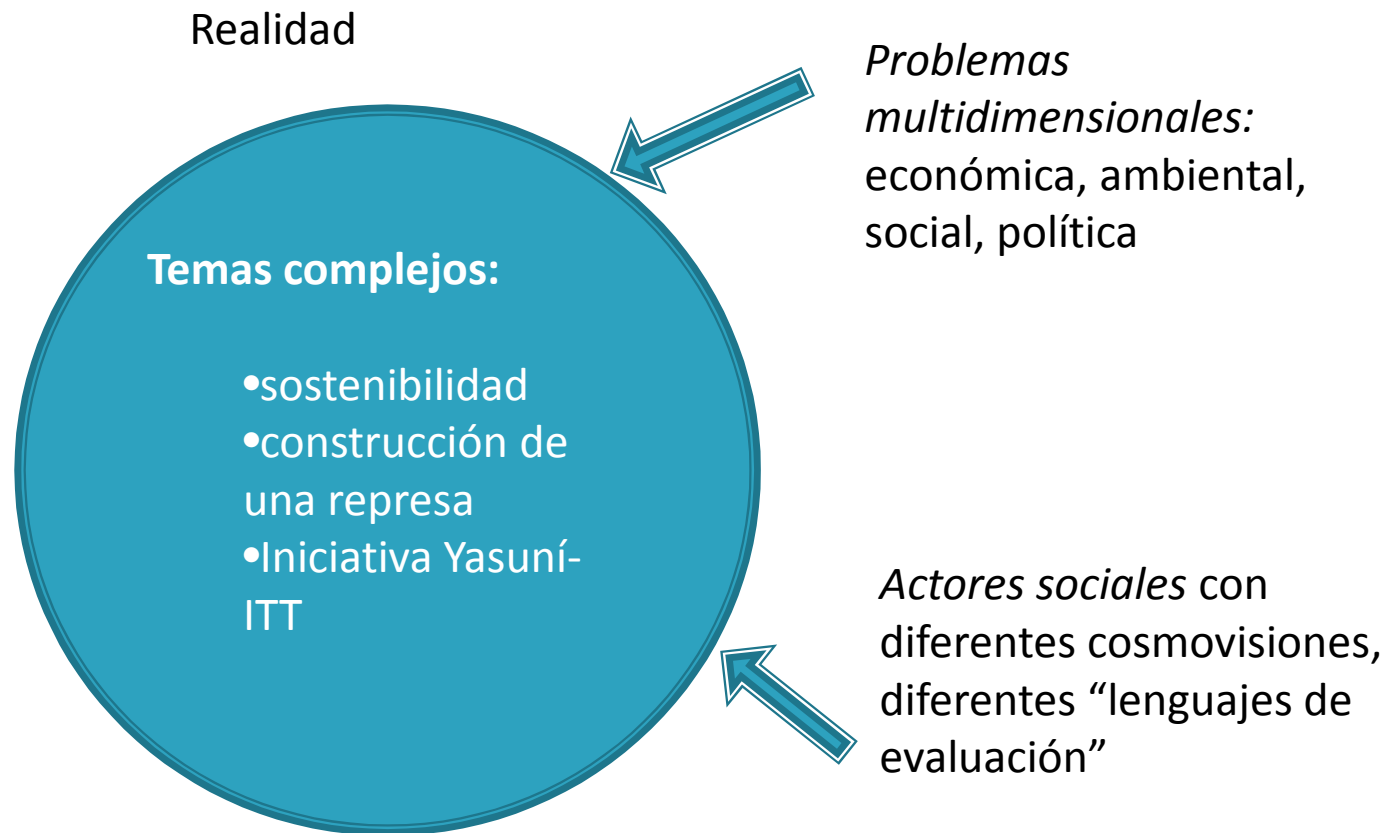 Realidad
Problemas
multidimensionales:
económica, ambiental,
social, política
Temas complejos:
•sostenibilidad
•construcción de
una represa
•Iniciativa Yasuní-
ITT
Actores sociales con
diferentes cosmovisiones,
diferentes “lenguajes de
evaluación”